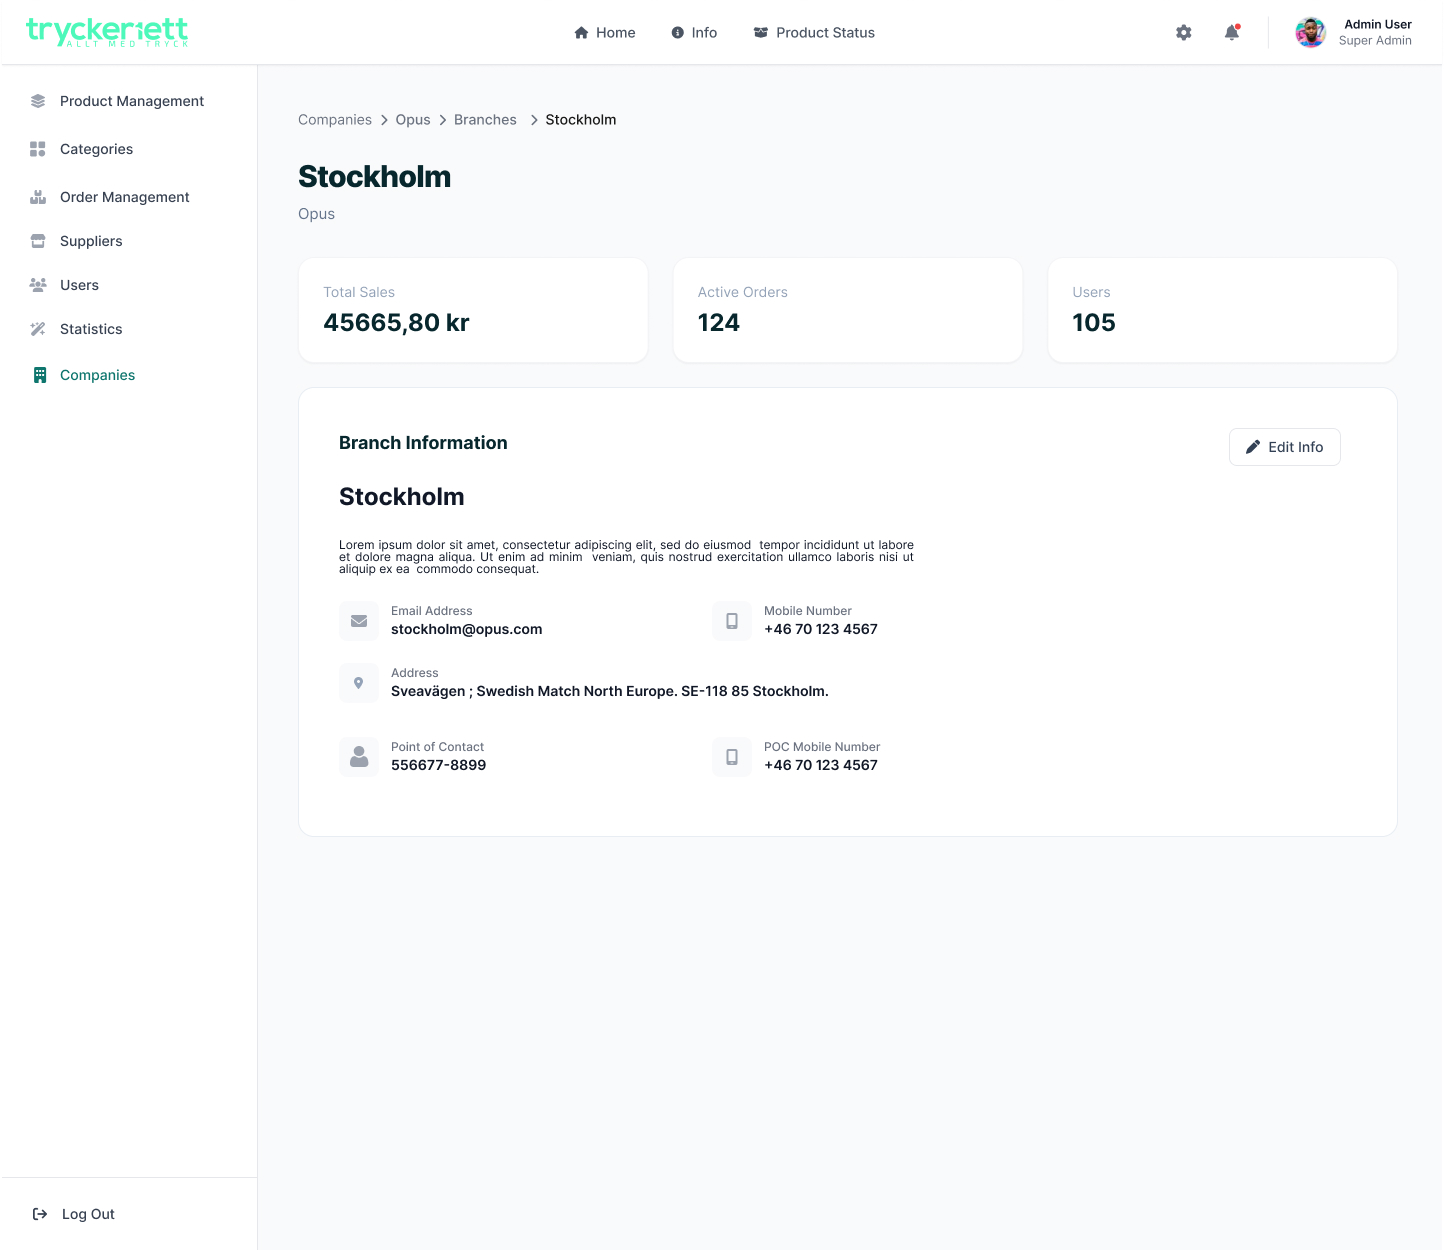 tryckeriett
ALLT MED TRYCK
Home
Info
Product Status
Admin User
Super Admin
Product Management
Categories
Order Management
Suppliers
Users
Statistics
Companies
Log Out
Companies > Opus > Branches > Stockholm
Stockholm
Opus
Total Sales
45665,80 kr
Active Orders
124
Users
105
Branch Information
Edit Info
Stockholm
Lorem ipsum dolor sit amet, consectetur adipiscing elit, sed do eiusmod tempor incididunt ut labore
et dolore magna aliqua. Ut enim ad minim veniam, quis nostrud exercitation ullamco laboris nisi ut
aliquip ex ea commodo consequat.
Email Address
stockholm@opus.com
Mobile Number
+46 70 123 4567
Address
Sveavägen ; Swedish Match North Europe. SE-118 85 Stockholm.
Point of Contact
556677-8899
POC Mobile Number
+46 70 123 4567